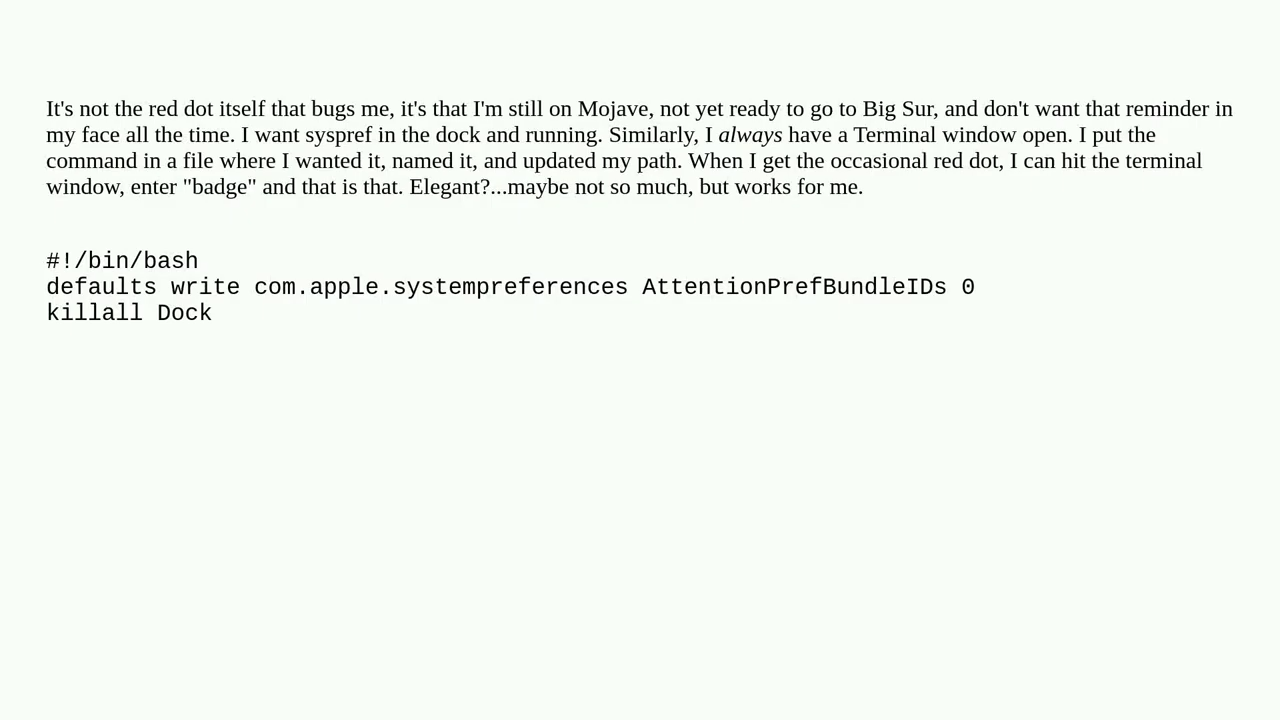 It's not the red dot itself that bugs me, it's that I'm still on Mojave, not yet ready to go to Big Sur, and don't want that reminder in
my face all the time. I want syspref in the dock and running. Similarly, I always have a Terminal window open. I put the
command in a file where I wanted it, named it, and updated my path. When I get the occasional red dot, I can hit the terminal
window, enter "badge" and that is that. Elegant?...maybe not so much, but works for me.
#!/bin/bash
defaults write com.apple.systempreferences AttentionPrefBundleIDs 0
killall Dock